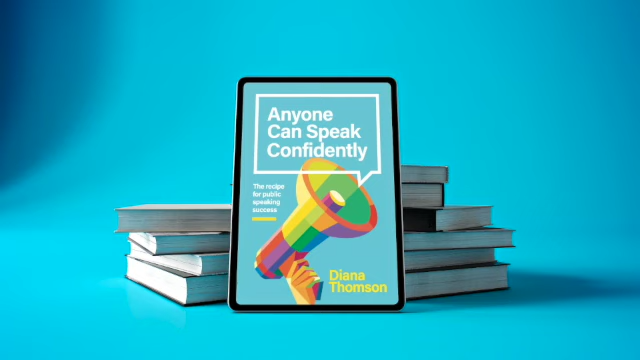 Anyone
Can Speak
Confidently
The recipe
for public
speaking
success
Diana
Thomson